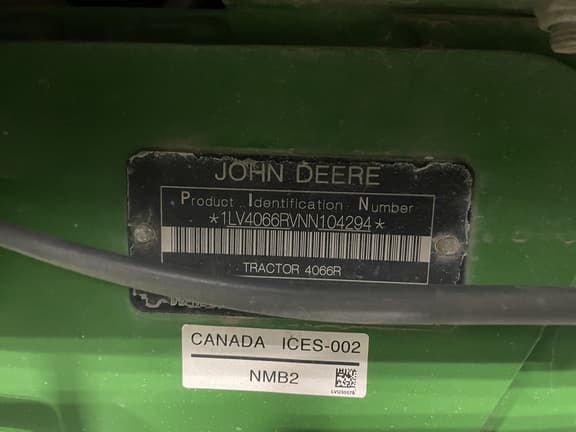 JOHN DEERE
Product Identification Number
*1LV4066RVNN104294*
TRACTOR 4066R
CANADA ICES-002
NMB2